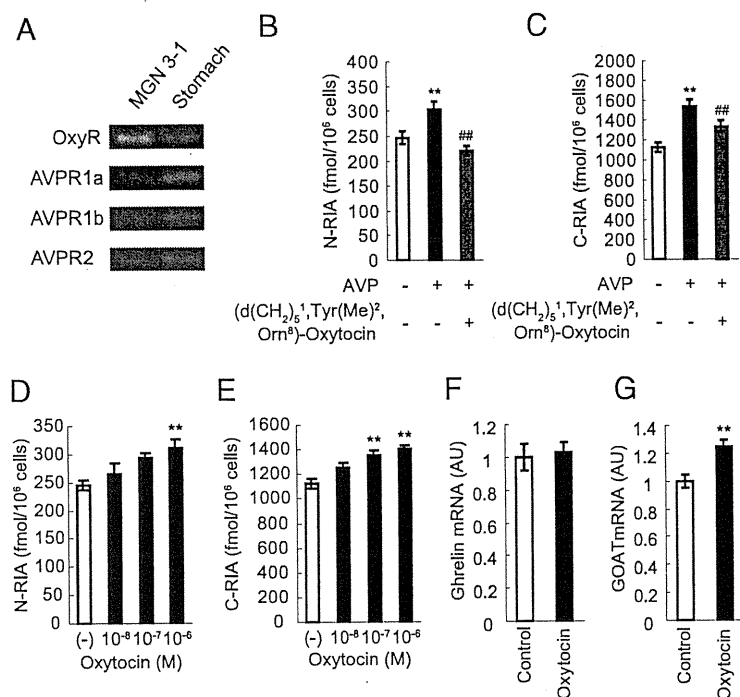 A
MGN 3-1
Stomach
OxyR
AVPR1a
AVPR1b
AVPR2
B
N-RIA (fmol/10⁶ cells)
400
350
300
250
200
150
100
50
0
**
##
AVP - + +
(d(CH₂)₅¹,Tyr(Me)²,
Orn⁸)-Oxytocin - - +
C
C-RIA (fmol/10⁶ cells)
2000
1800
1600
1400
1200
1000
800
600
400
200
0
**
##
AVP - + +
(d(CH₂)₅¹,Tyr(Me)²,
Orn⁸)-Oxytocin - - +
D
N-RIA (fmol/10⁶ cells)
350
300
250
200
150
100
50
0
**
(-) 10⁻⁸ 10⁻⁷ 10⁻⁶
Oxytocin (M)
E
C-RIA (fmol/10⁶ cells)
1600
1400
1200
1000
800
600
400
200
0
** **
(-) 10⁻⁸ 10⁻⁷ 10⁻⁶
Oxytocin (M)
F
Ghrelin mRNA (AU)
1.2
1
0.8
0.6
0.4
0.2
0
Control
Oxytocin
G
GOATmRNA (AU)
1.4
1.2
1
0.8
0.6
0.4
0.2
0
**
Control
Oxytocin